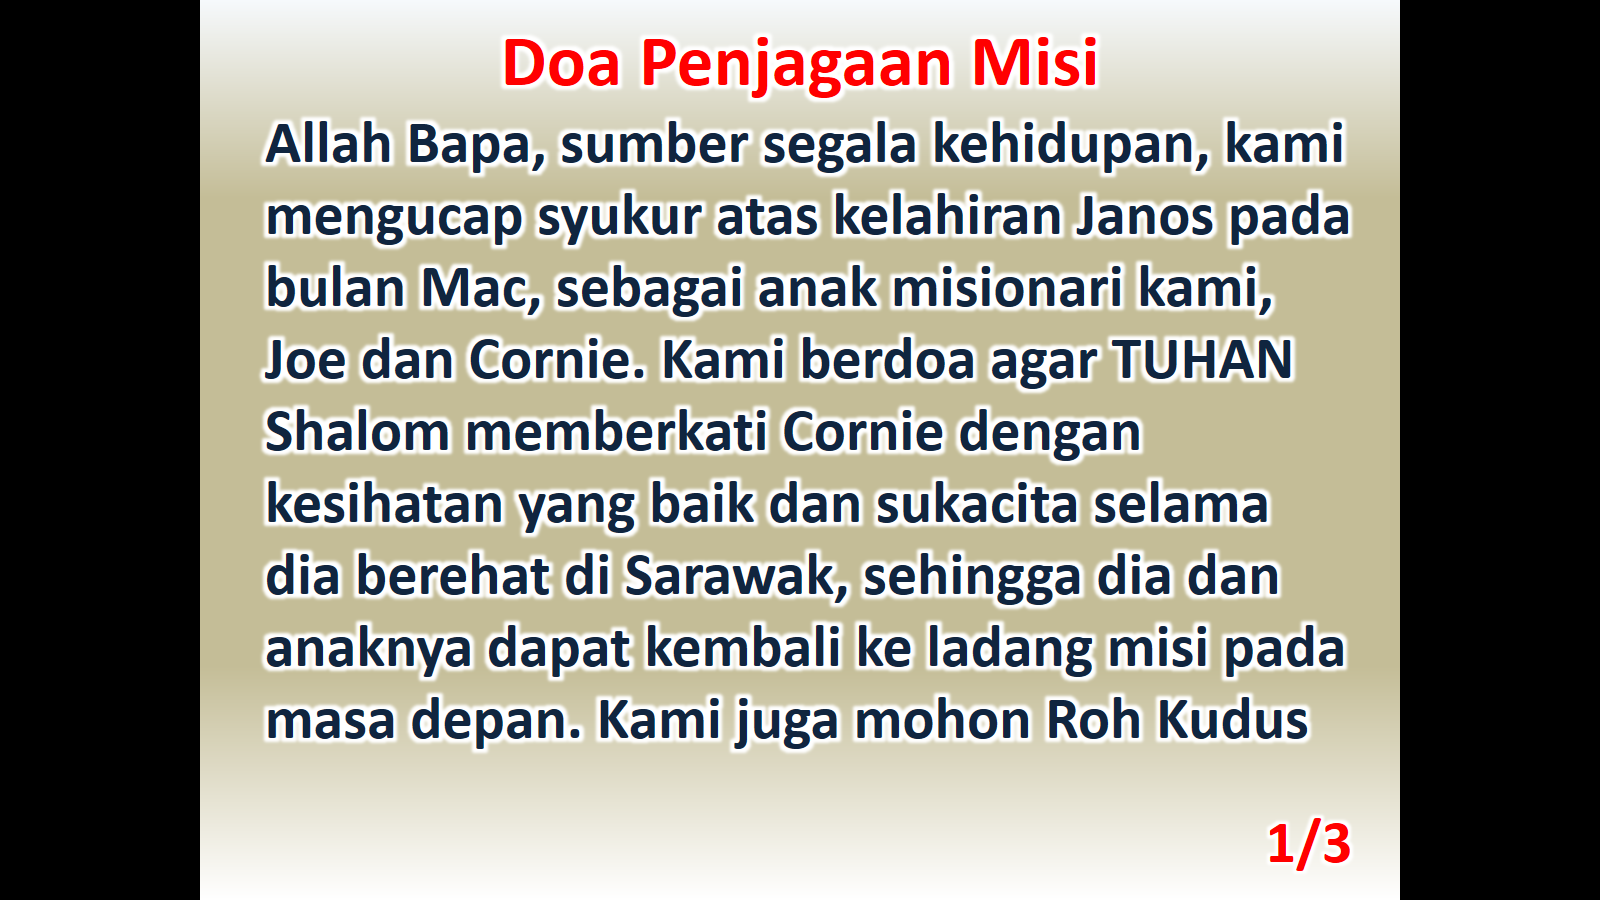 Doa Penjagaan Misi
Allah Bapa, sumber segala kehidupan, kami
mengucap syukur atas kelahiran Janos pada
bulan Mac, sebagai anak misionari kami,
Joe dan Cornie. Kami berdoa agar TUHAN
Shalom memberkati Cornie dengan
kesihatan yang baik dan sukacita selama
dia berehat di Sarawak, sehingga dia dan
anaknya dapat kembali ke ladang misi pada
masa depan. Kami juga mohon Roh Kudus
1/3